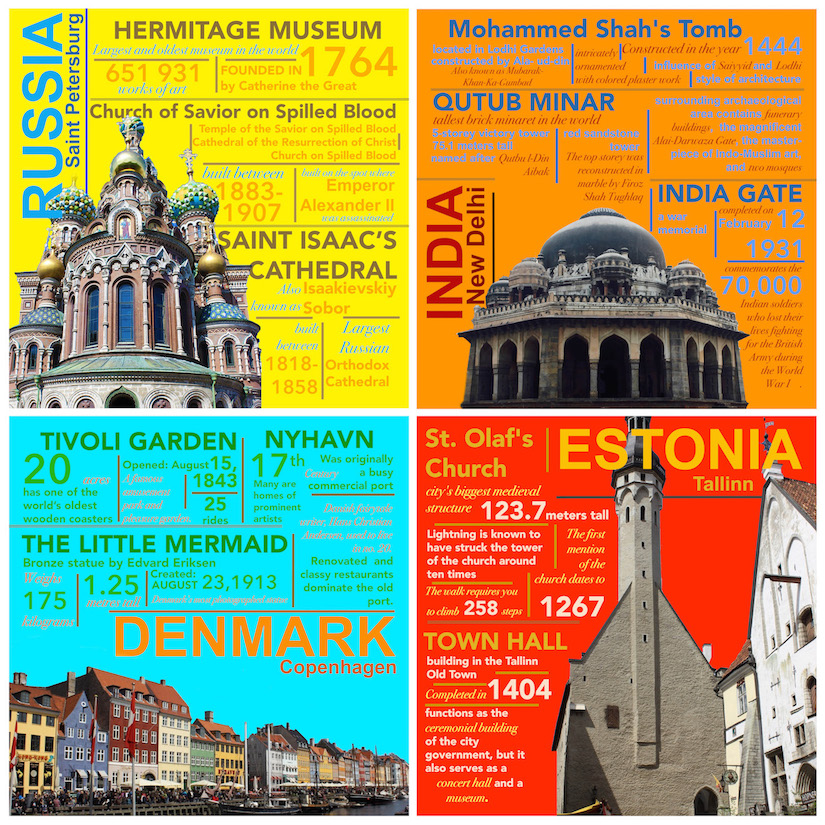 RUSSIA
Saint Petersburg
HERMITAGE MUSEUM
Largest and oldest museum in the world
651 931
works of art
FOUNDED IN 1764
by Catherine the Great
Church of Savior on Spilled Blood
Temple of the Savior on Spilled Blood
Cathedral of the Resurrection of Christ
Church on Spilled Blood
built between
1883-
1907
built on the spot where
Emperor
Alexander II
was assassinated
SAINT ISAAC'S
CATHEDRAL
Also Isaakievskiy
known as Sobor
built
between
1818-
1858
Largest
Russian
Orthodox
Cathedral
Mohammed Shah's Tomb
located in Lodhi Gardens
constructed by Ala-ud-din
Also known as Mubarak-
Khan-Ka-Gumbad
intricately
ornamented
with colored plaster work
Constructed in the year 1444
influence of Sayyid and Lodhi
style of architecture
QUTUB MINAR
tallest brick minaret in the world
5-storey victory tower
75.1 meters tall
named after Qutbu l-Din
Aibak
red sandstone
tower
The top storey was
reconstructed in
marble by Firoz
Shah Tughlaq
surrounding archaeological
area contains funerary
buildings, the magnificent
Alai-Darwaza Gate, the master-
piece of Indo-Muslim art,
and two mosques
INDIA
New Delhi
INDIA GATE
a war
memorial
completed on
February 12
1931
commemorates the
70,000
Indian soldiers
who lost their
lives fighting
for the British
Army during
the World
War I .
TIVOLI GARDEN
20 acres
has one of the
world's oldest
wooden coasters
Opened: August 15,
1843
A famous
amusement
park and
pleasure garden
25
rides
NYHAVN
17th
Century
Many are
homes of
prominent
artists
Was originally
a busy
commercial port
Danish fairytale
writer, Hans Christian
Andersen, used to live
in no. 20.
Renovated and
classy restaurants
dominate the old
port.
THE LITTLE MERMAID
Bronze statue by Edvard Eriksen
Weighs
175
kilograms
1.25
metres tall
Created:
AUGUST 23,1913
Denmark's most photographed statue
DENMARK
Copenhagen
St. Olaf's
Church
ESTONIA
Tallinn
city's biggest medieval
structure 123.7 meters tall
Lightning is known to
have struck the tower
of the church around
ten times
The first
mention
of the
church dates to
1267
The walk requires you
to climb 258 steps
TOWN HALL
building in the Tallinn
Old Town
Completed in 1404
functions as the
ceremonial building
of the city
government, but it
also serves as a
concert hall and a
museum.